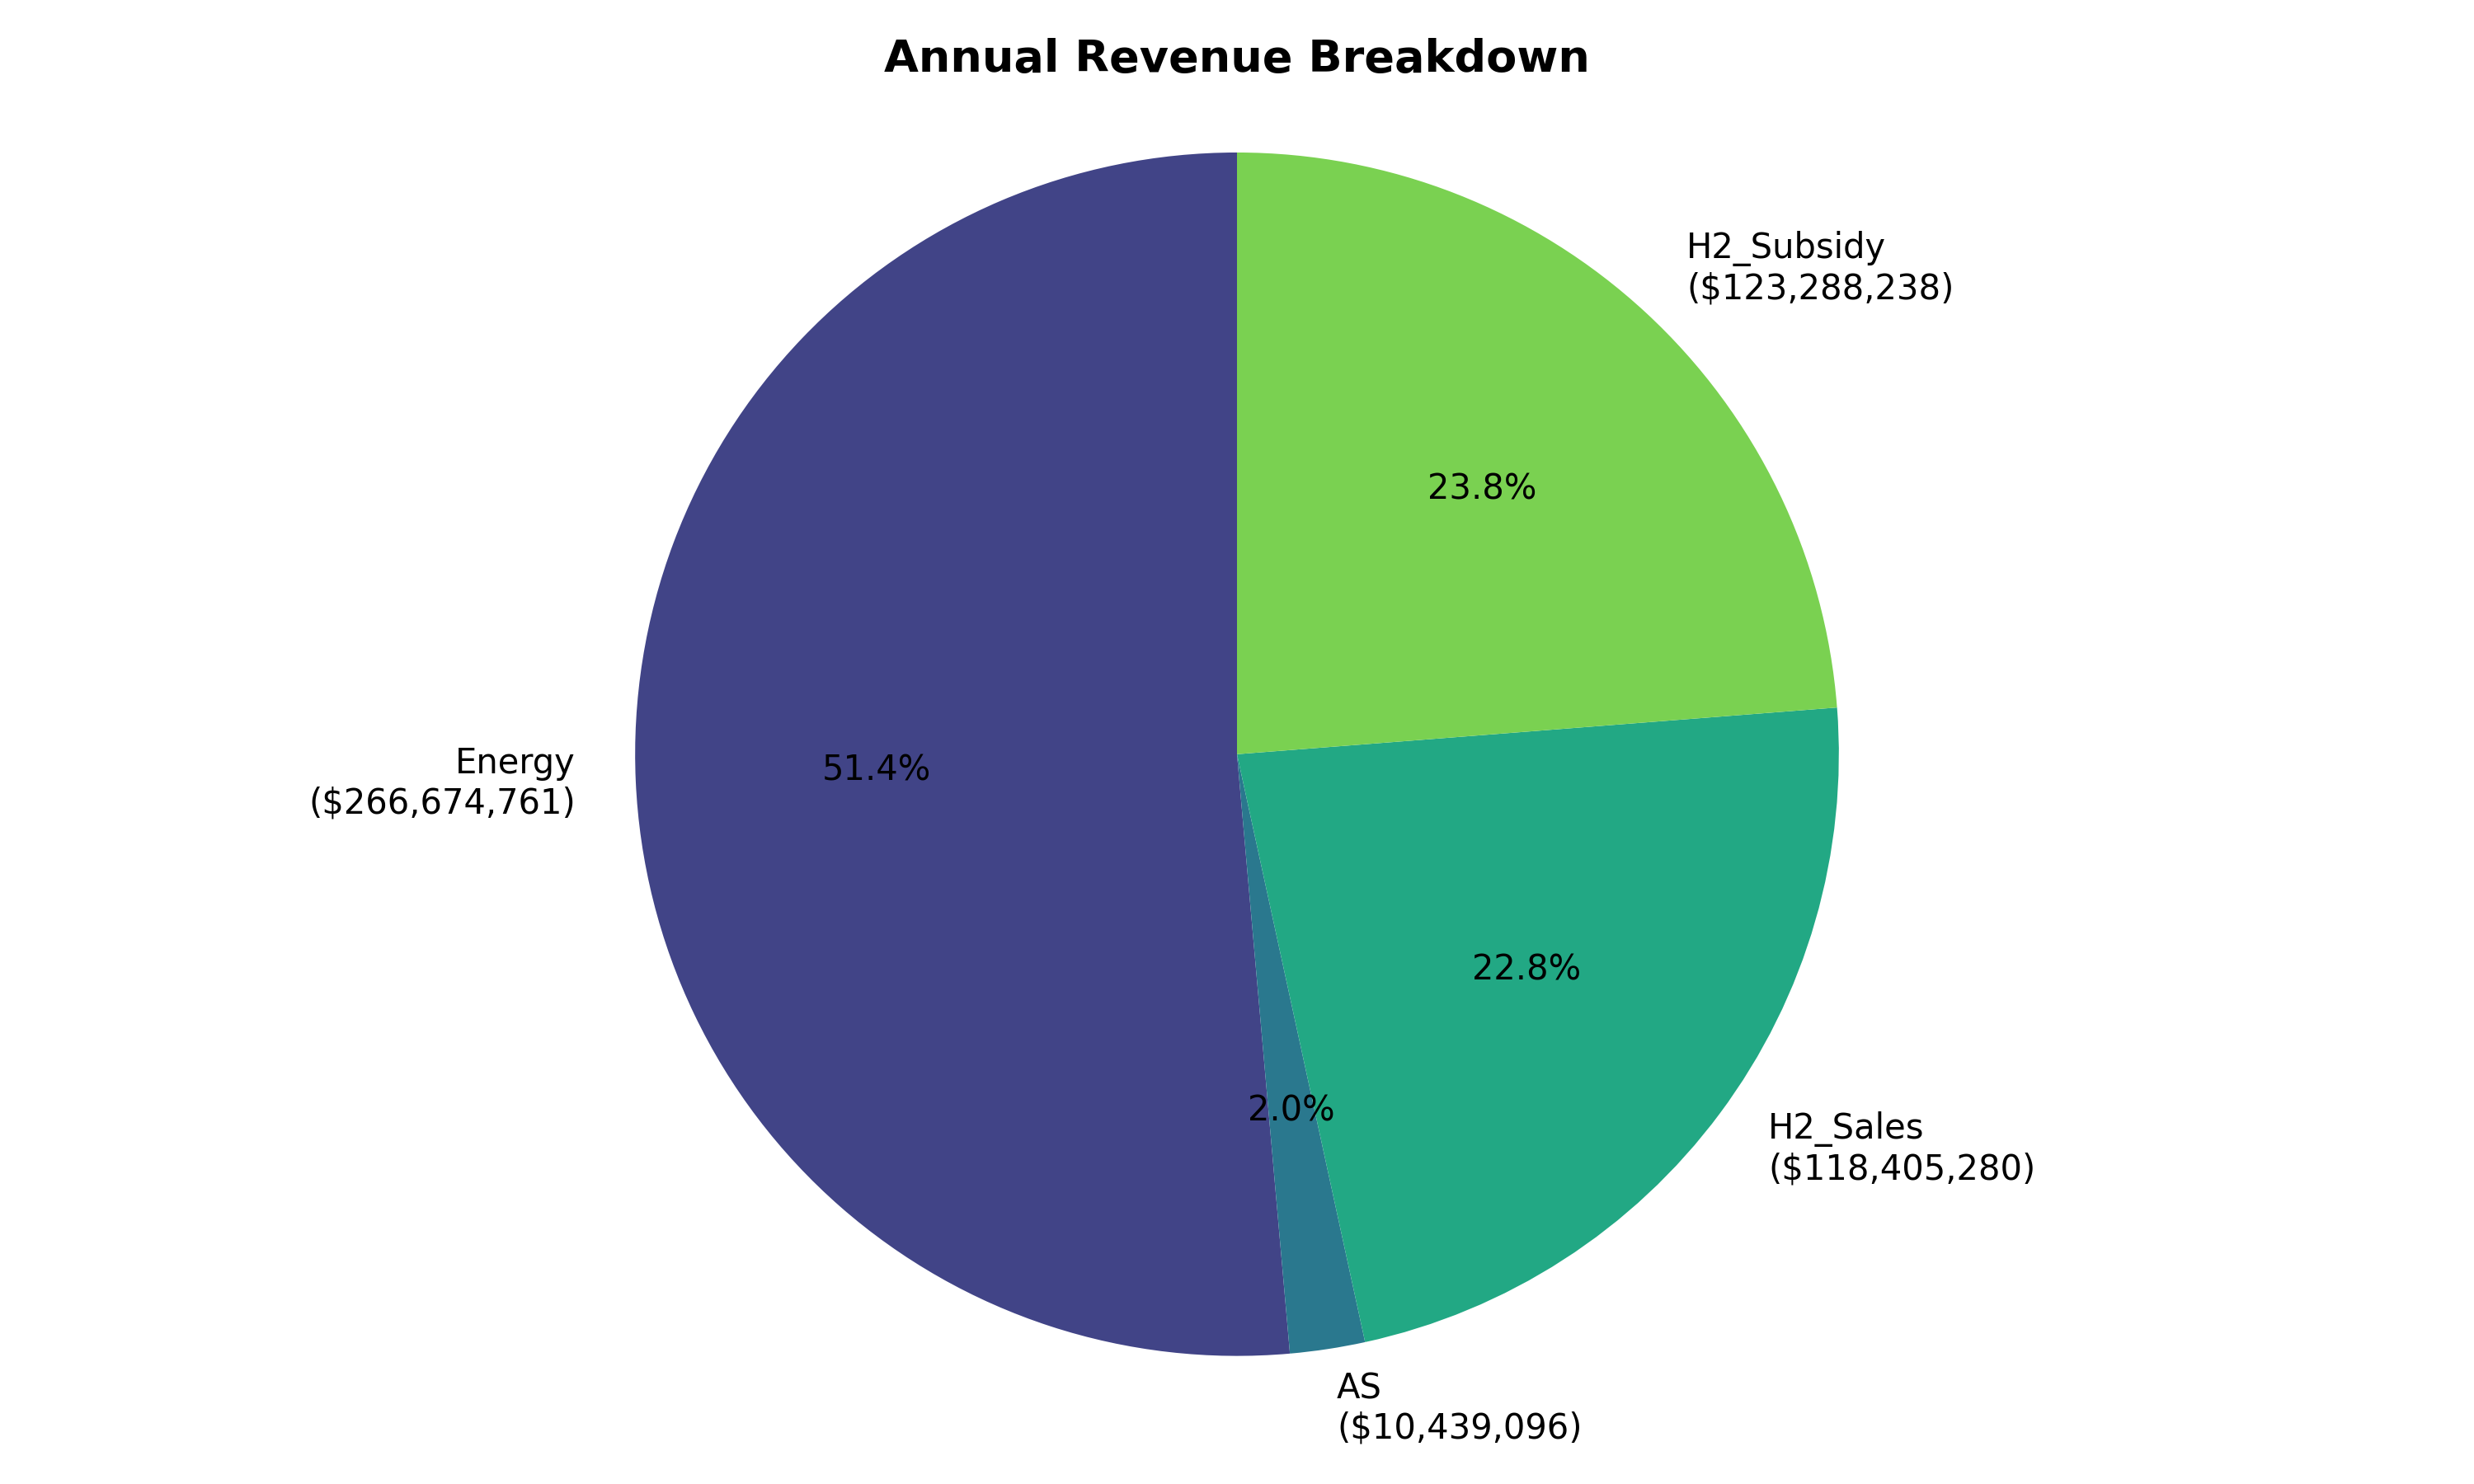 Annual Revenue Breakdown
H2_Subsidy
($123,288,238)
23.8%
Energy
($266,674,761)
51.4%
22.8%
H2_Sales
($118,405,280)
2.0%
AS
($10,439,096)